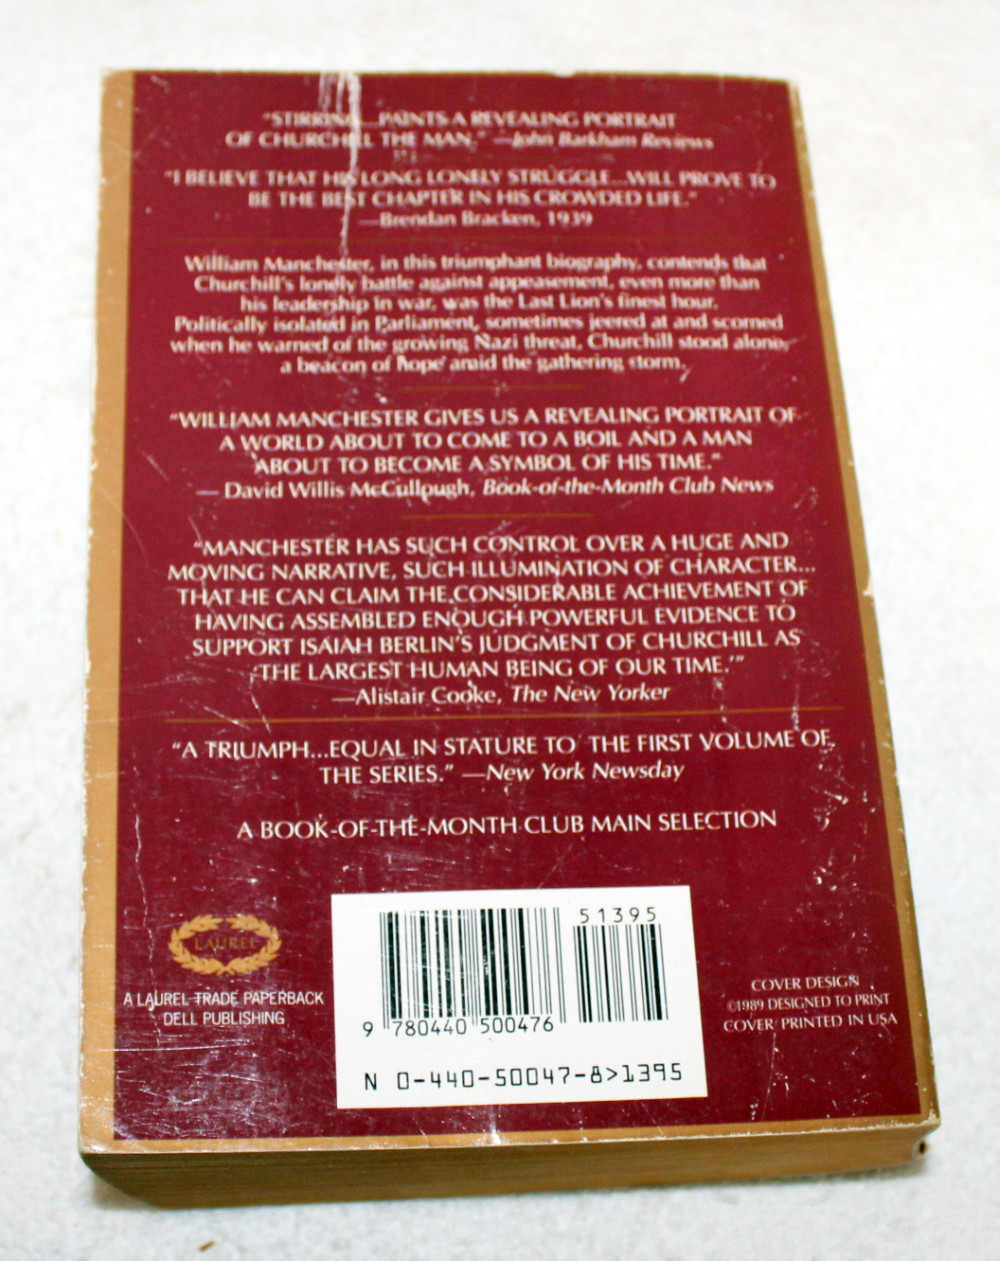 "STIRRING...PAINTS A REVEALING PORTRAIT
OF CHURCHILL THE MAN." —John Barkham Reviews
"I BELIEVE THAT HIS LONG LONELY STRUGGLE...WILL PROVE TO
BE THE BEST CHAPTER IN HIS CROWDED LIFE."
—Brendan Bracken, 1939
William Manchester, in this triumphant biography, contends that
Churchill's lonely battle against appeasement, even more than
his leadership in war, was the Last Lion's finest hour.
Politically isolated in Parliament, sometimes jeered at and scorned
when he warned of the growing Nazi threat, Churchill stood alone,
a beacon of hope amid the gathering storm.
"WILLIAM MANCHESTER GIVES US A REVEALING PORTRAIT OF
A WORLD ABOUT TO COME TO A BOIL AND A MAN
ABOUT TO BECOME A SYMBOL OF HIS TIME."
— David Willis McCullough, Book-of-the-Month Club News
"MANCHESTER HAS SUCH CONTROL OVER A HUGE AND
MOVING NARRATIVE, SUCH ILLUMINATION OF CHARACTER...
THAT HE CAN CLAIM THE CONSIDERABLE ACHIEVEMENT OF
HAVING ASSEMBLED ENOUGH POWERFUL EVIDENCE TO
SUPPORT ISAIAH BERLIN'S JUDGMENT OF CHURCHILL AS
'THE LARGEST HUMAN BEING OF OUR TIME.'"
—Alistair Cooke, The New Yorker
"A TRIUMPH...EQUAL IN STATURE TO THE FIRST VOLUME OF
THE SERIES." —New York Newsday
A BOOK-OF-THE-MONTH CLUB MAIN SELECTION
LAUREL
A LAUREL TRADE PAPERBACK
DELL PUBLISHING
51395
9 780440 500476
N 0-440-50047-8>1395
COVER DESIGN
©1989 DESIGNED TO PRINT
COVER PRINTED IN USA